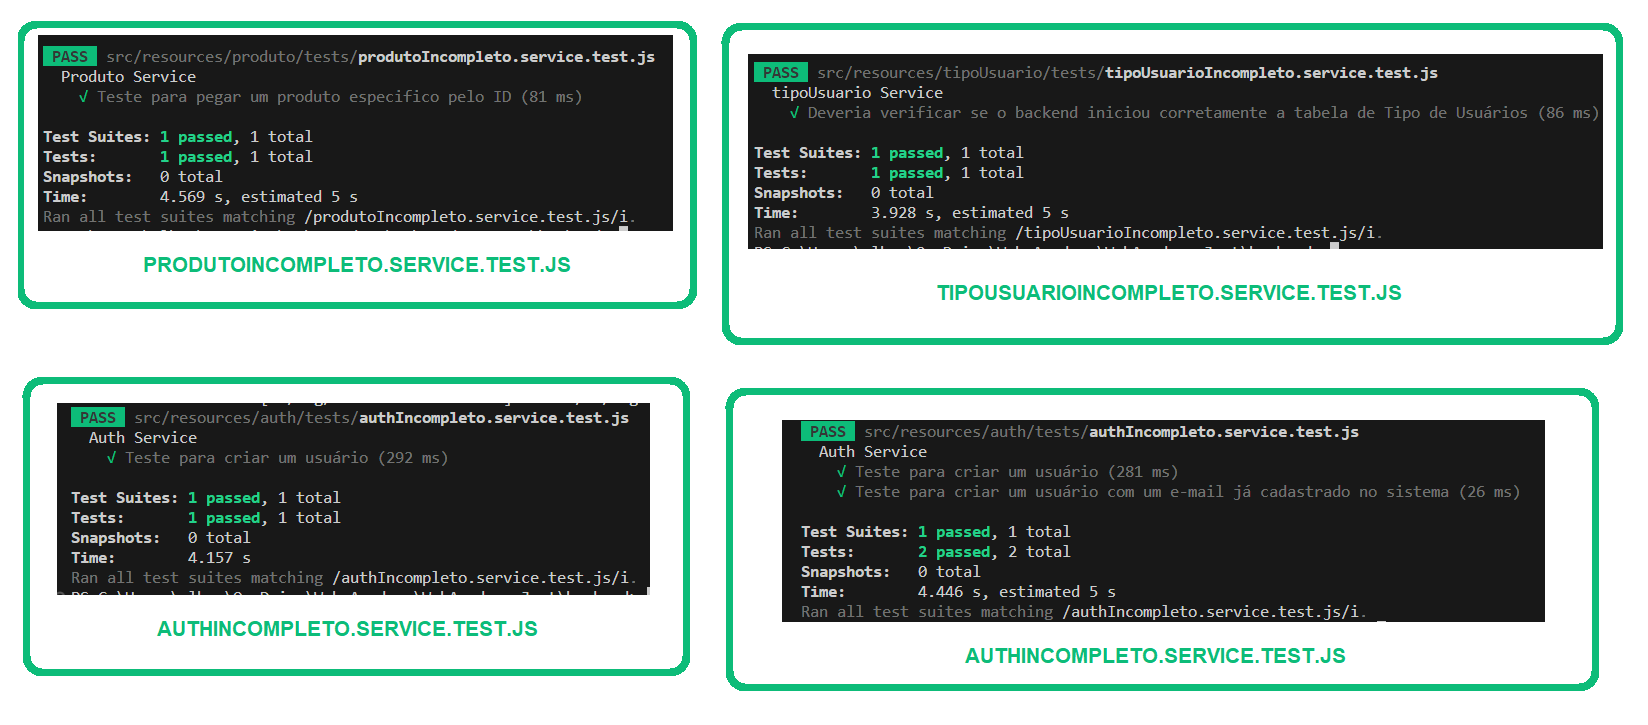 PASS src/resources/produto/tests/produtoIncompleto.service.test.js
Produto Service
√ Teste para pegar um produto especifico pelo ID (81 ms)
Test Suites: 1 passed, 1 total
Tests: 1 passed, 1 total
Snapshots: 0 total
Time: 4.569 s, estimated 5 s
Ran all test suites matching /produtoIncompleto.service.test.js/i.
PRODUTOINCOMPLETO.SERVICE.TEST.JS
PASS src/resources/tipoUsuario/tests/tipoUsuarioIncompleto.service.test.js
tipoUsuario Service
√ Deveria verificar se o backend iniciou corretamente a tabela de Tipo de Usuários (86 ms)
Test Suites: 1 passed, 1 total
Tests: 1 passed, 1 total
Snapshots: 0 total
Time: 3.928 s, estimated 5 s
Ran all test suites matching /tipoUsuarioIncompleto.service.test.js/i.
TIPOUSUARIOINCOMPLETO.SERVICE.TEST.JS
PASS src/resources/auth/tests/authIncompleto.service.test.js
Auth Service
√ Teste para criar um usuário (292 ms)
Test Suites: 1 passed, 1 total
Tests: 1 passed, 1 total
Snapshots: 0 total
Time: 4.157 s
Ran all test suites matching /authIncompleto.service.test.js/i.
AUTHINCOMPLETO.SERVICE.TEST.JS
PASS src/resources/auth/tests/authIncompleto.service.test.js
Auth Service
√ Teste para criar um usuário (281 ms)
√ Teste para criar um usuário com um e-mail já cadastrado no sistema (26 ms)
Test Suites: 1 passed, 1 total
Tests: 2 passed, 2 total
Snapshots: 0 total
Time: 4.446 s, estimated 5 s
Ran all test suites matching /authIncompleto.service.test.js/i.
AUTHINCOMPLETO.SERVICE.TEST.JS